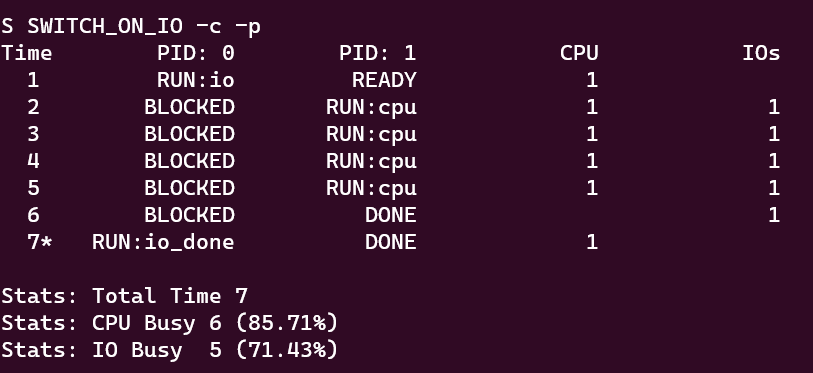 S SWITCH_ON_IO -c -p
Time        PID: 0        PID: 1           CPU           IOs
  1         RUN:io         READY             1
  2        BLOCKED       RUN:cpu             1             1
  3        BLOCKED       RUN:cpu             1             1
  4        BLOCKED       RUN:cpu             1             1
  5        BLOCKED       RUN:cpu             1             1
  6        BLOCKED          DONE                           1
  7*   RUN:io_done          DONE             1

Stats: Total Time 7
Stats: CPU Busy 6 (85.71%)
Stats: IO Busy  5 (71.43%)